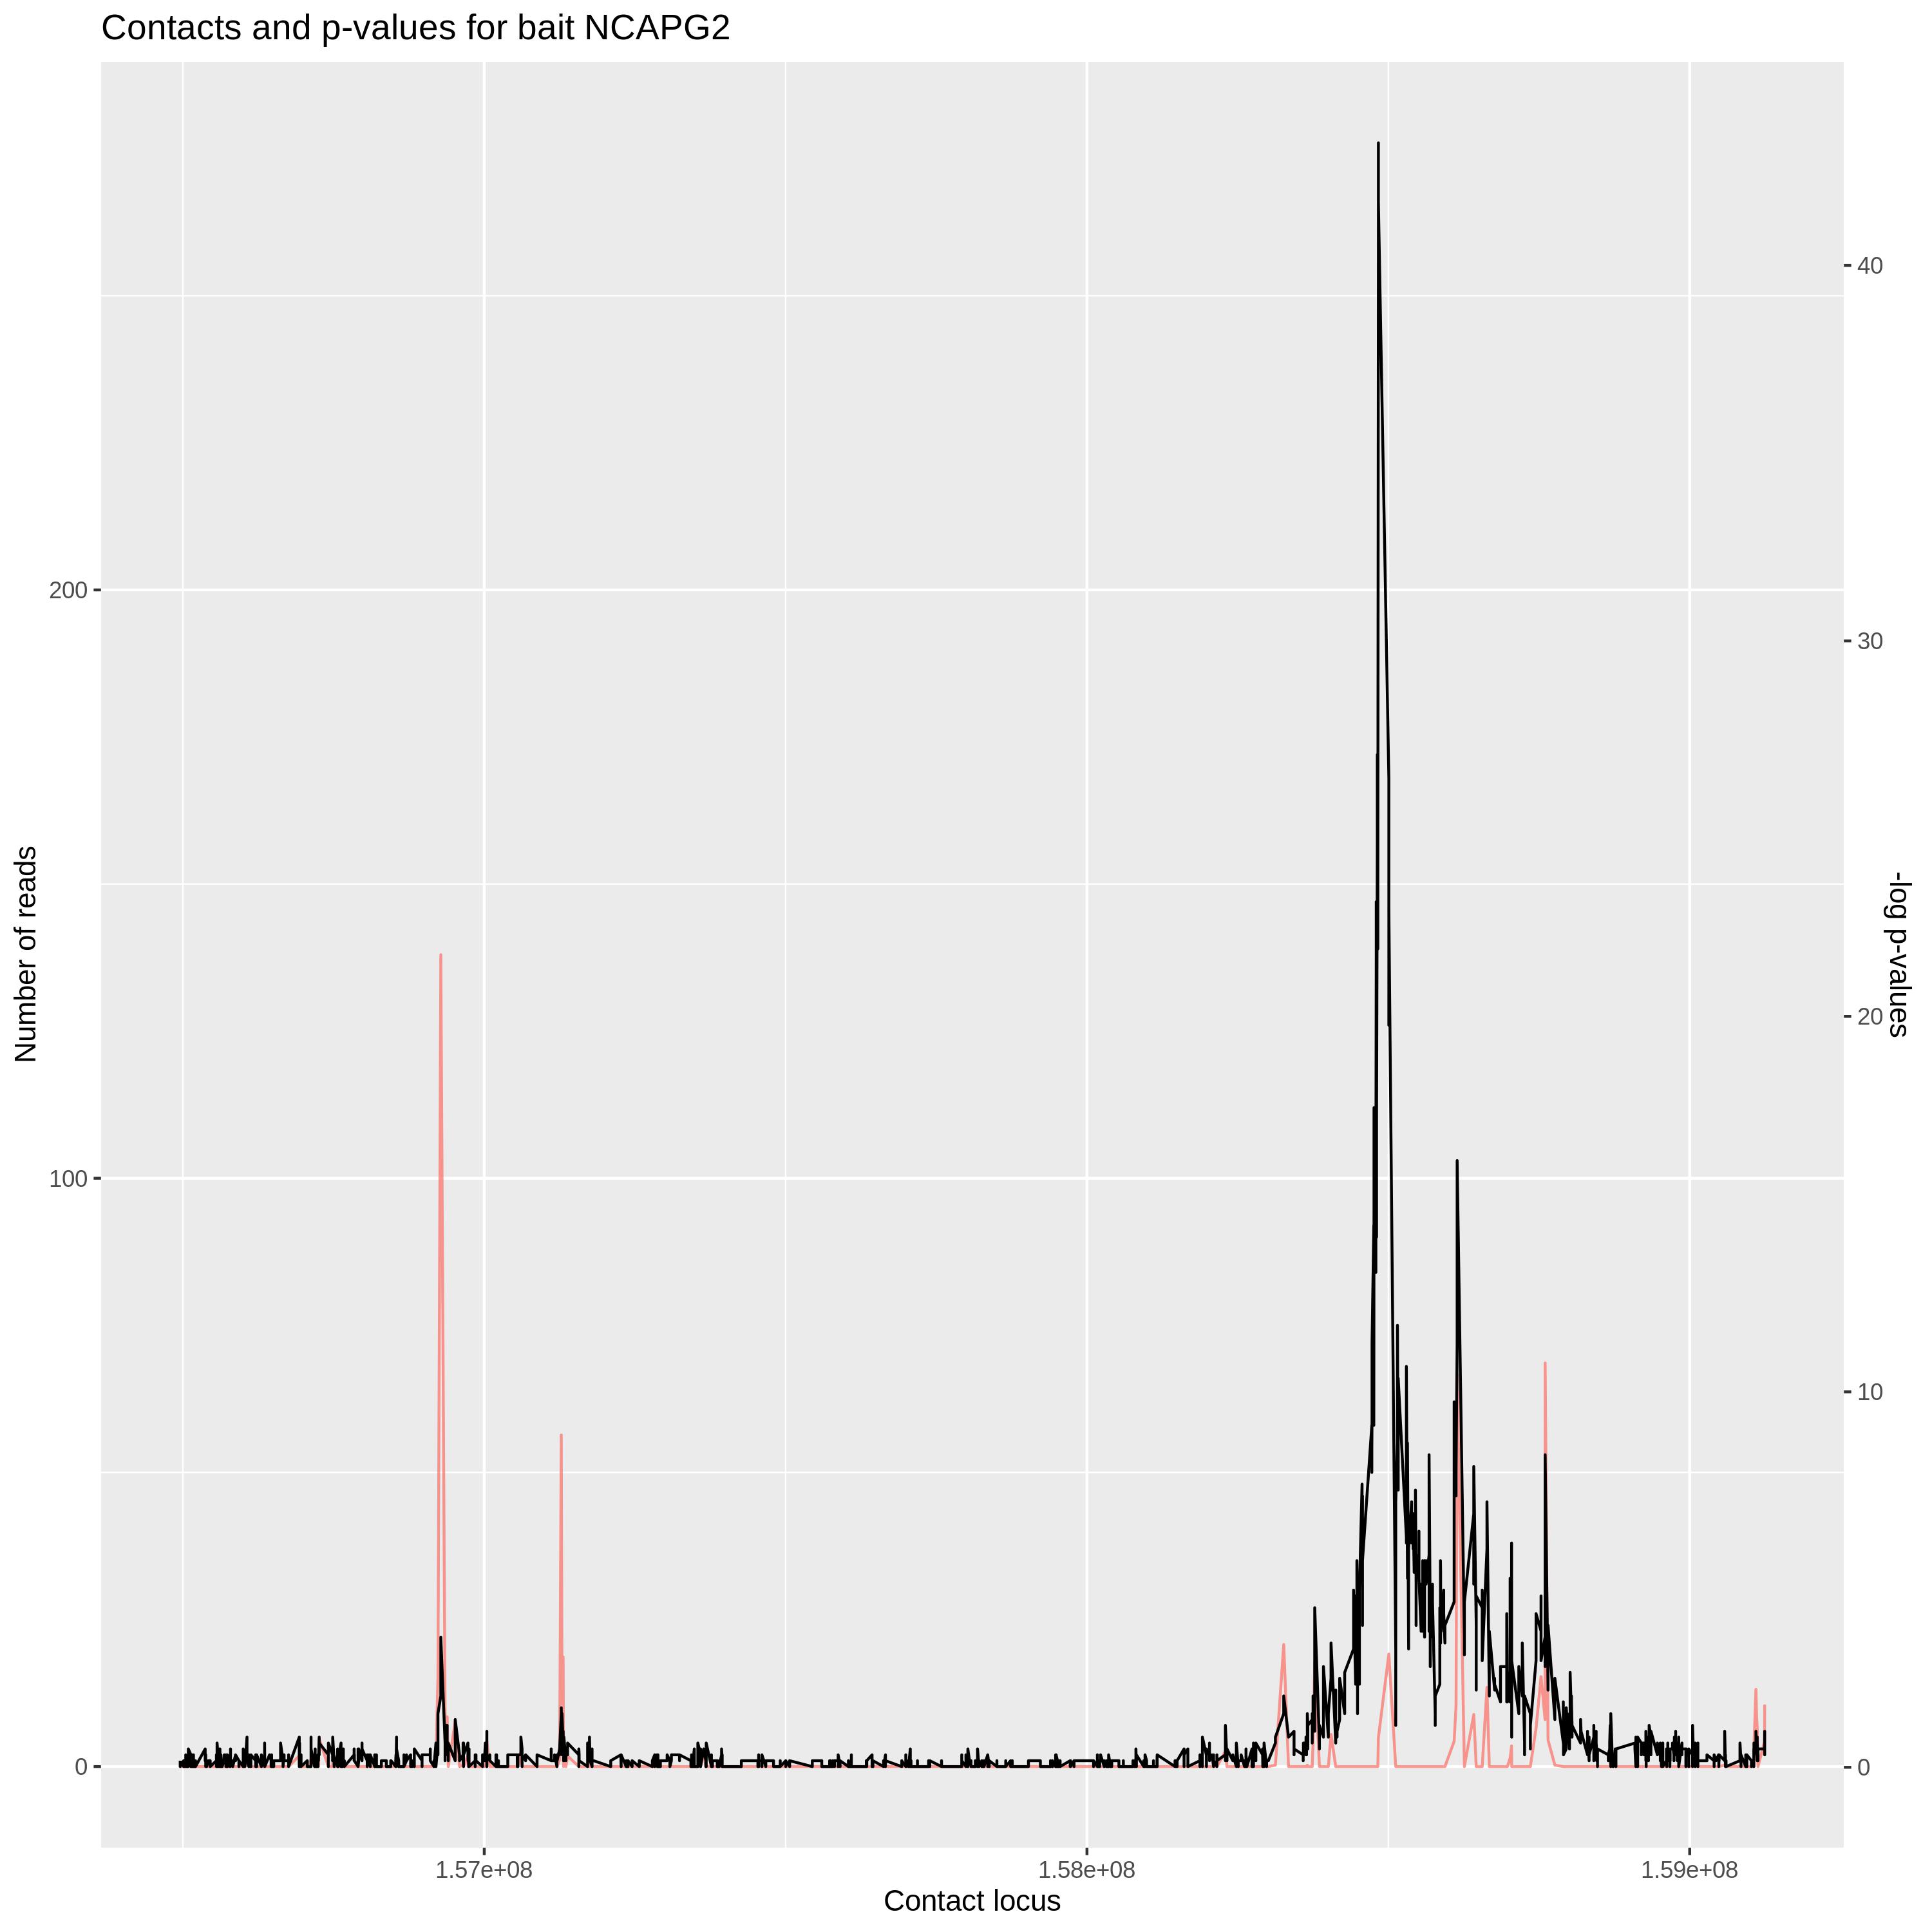 Contacts and p-values for bait NCAPG2
Number of reads
200
100
0
-log p-values
40
30
20
10
0
1.57e+08
1.58e+08
1.59e+08
Contact locus